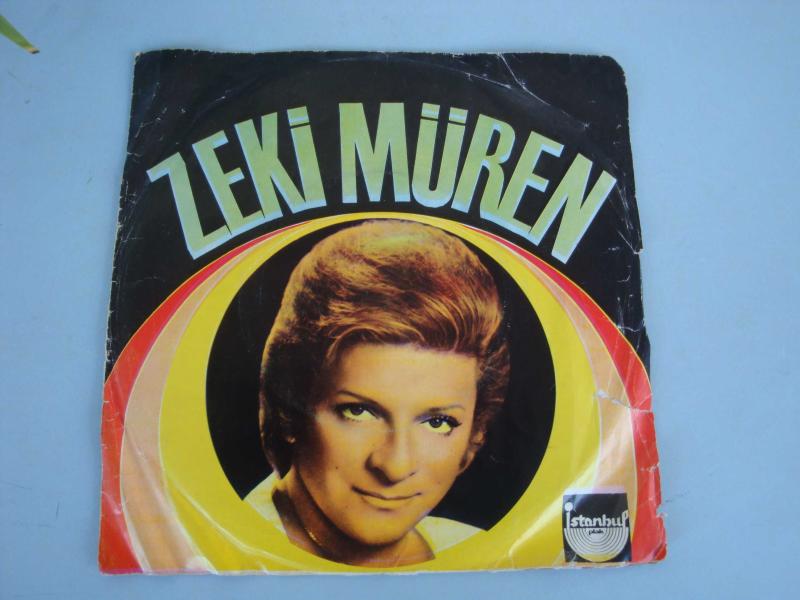 ZEKİ MÜREN
istanbul
plak